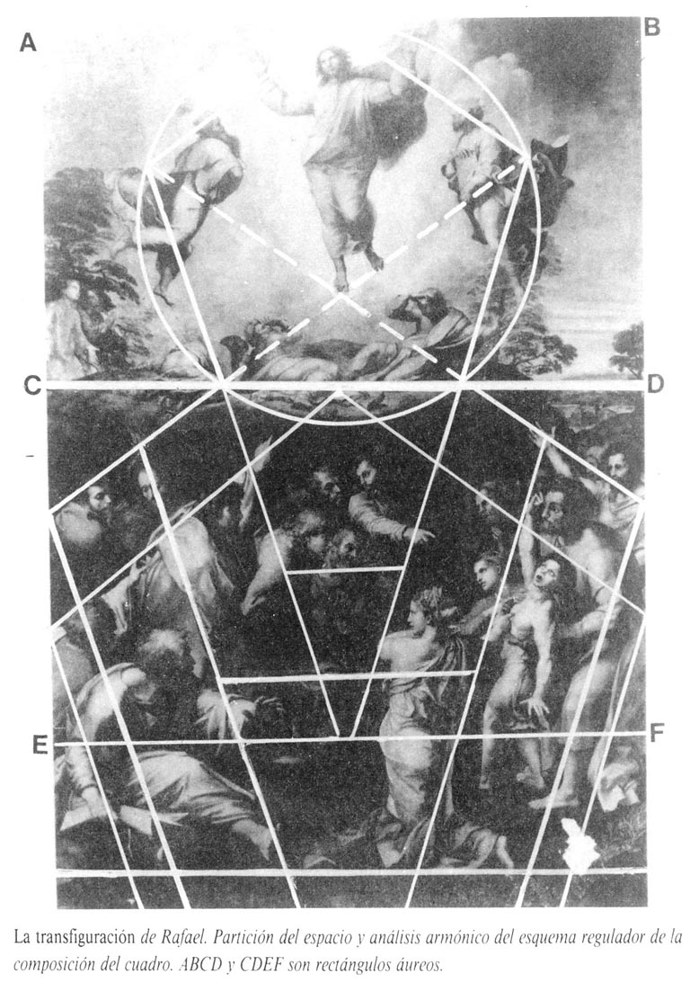 A
B
C
D
E
F
La transfiguración de Rafael. Partición del espacio y análisis armónico del esquema regulador de la
composición del cuadro. ABCD y CDEF son rectángulos áureos.